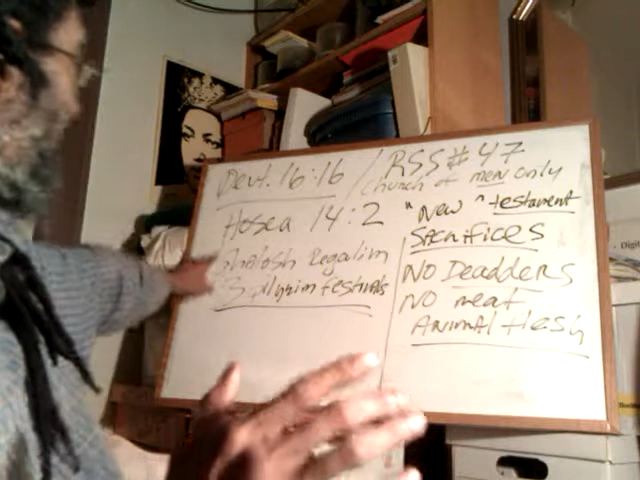 Deut. 16:16 / RSS#47
Church of men only
Hosea 14:2
Shalosh Regalim
3 pilgrim festivals
"New" testament
SACRIFICES
NO Deadders
NO meat
ANIMAL flesh